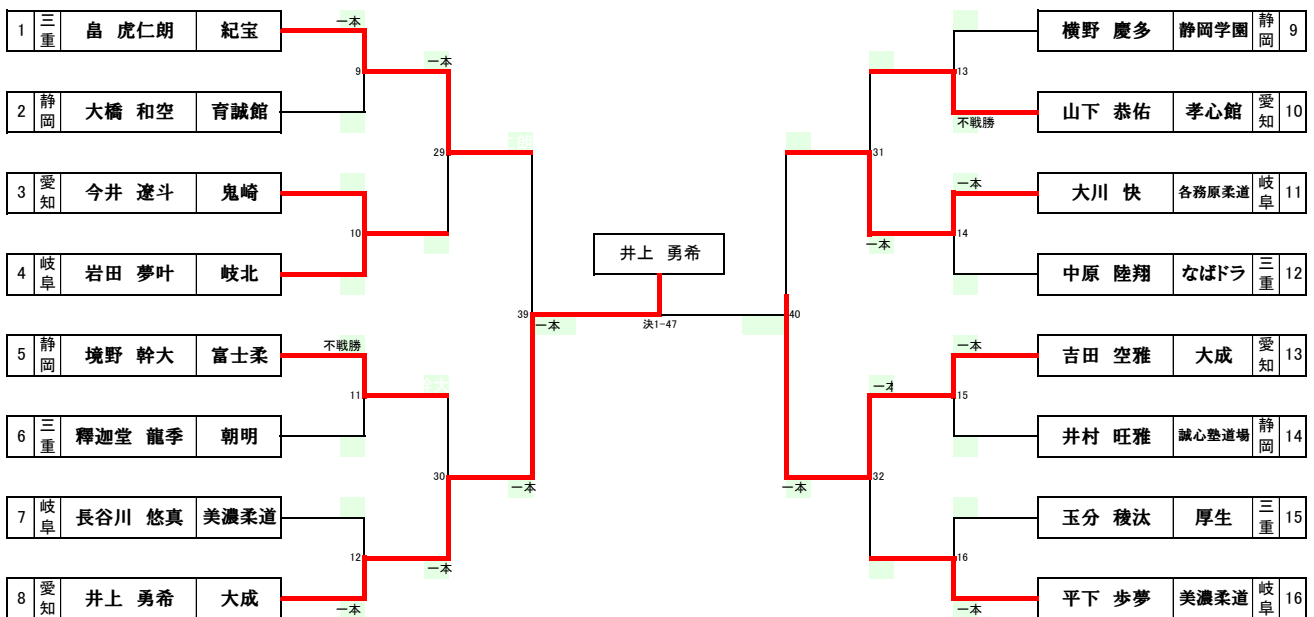 1 三重 畠 虎仁朗 紀宝
一本
9
2 静岡 大橋 和空 育誠館
一本
29
3 愛知 今井 遼斗 鬼崎
10
4 岐阜 岩田 夢叶 岐北
39
一本
5 静岡 境野 幹大 富士柔
不戦勝
11
6 三重 釋迦堂 龍季 朝明
30
一本
7 岐阜 長谷川 悠真 美濃柔道
12
一本
8 愛知 井上 勇希 大成
一本
井上 勇希
決1-47
横野 慶多 静岡学園 静岡 9
13
山下 恭佑 孝心館 愛知 10
不戦勝
31
大川 快 各務原柔道 岐阜 11
一本
14
一本
中原 陸翔 なばドラ 三重 12
40
吉田 空雅 大成 愛知 13
一本
15
一本
井村 旺雅 誠心塾道場 静岡 14
32
一本
玉分 稜汰 厚生 三重 15
16
平下 歩夢 美濃柔道 岐阜 16
一本